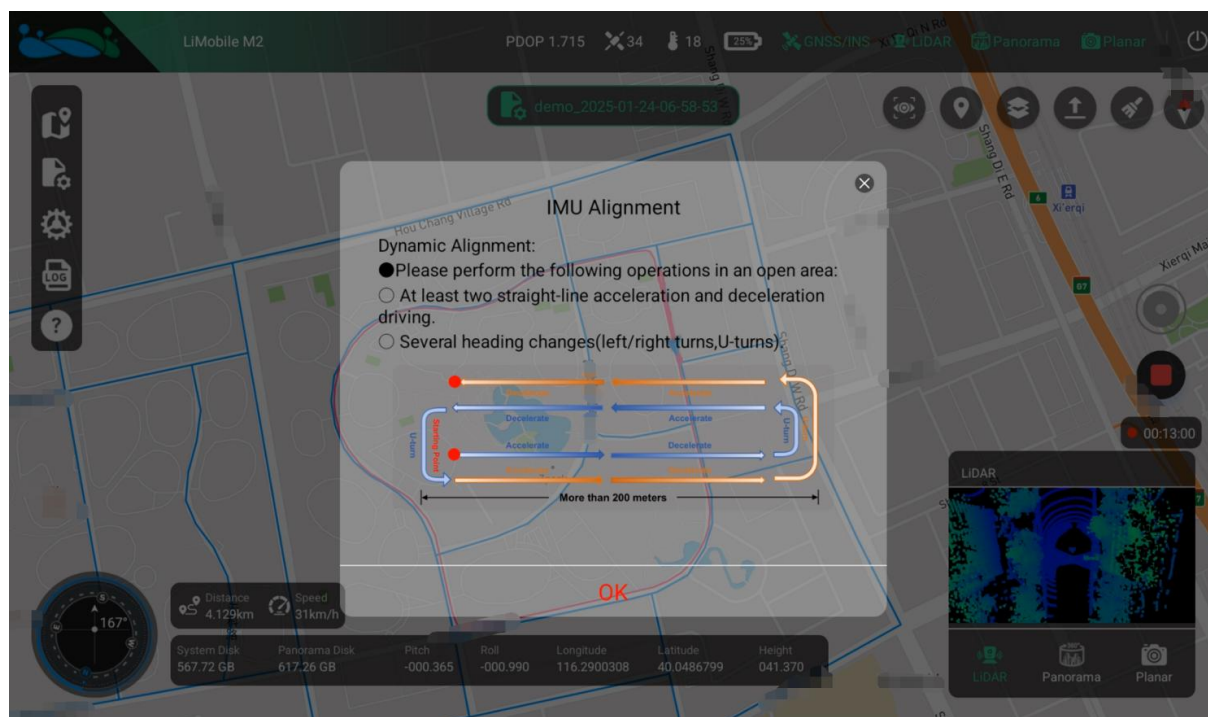 LiMobile M2
PDOP 1.715
34
18
25%
GNSS/INS
LiDAR
Panorama
Planar
demo_2025-01-24-06-58-53
LOG
?
Hou Chang Village Rd
Shang Di E Rd
Xi'erqi
6
G7
IMU Alignment
Dynamic Alignment:
●Please perform the following operations in an open area:
○ At least two straight-line acceleration and deceleration
driving.
○ Several heading changes(left/right turns,U-turns).
Decelerate
Accelerate
U-turn
Starting Point
Accelerate
Decelerate
U-turn
More than 200 meters
OK
00:13:00
LiDAR
LiDAR
Panorama
Planar
167°
Distance
4.129km
Speed
31km/h
System Disk
567.72 GB
Panorama Disk
617.26 GB
Pitch
-000.365
Roll
-000.990
Longitude
116.2900308
Latitude
40.0486799
Height
041.370